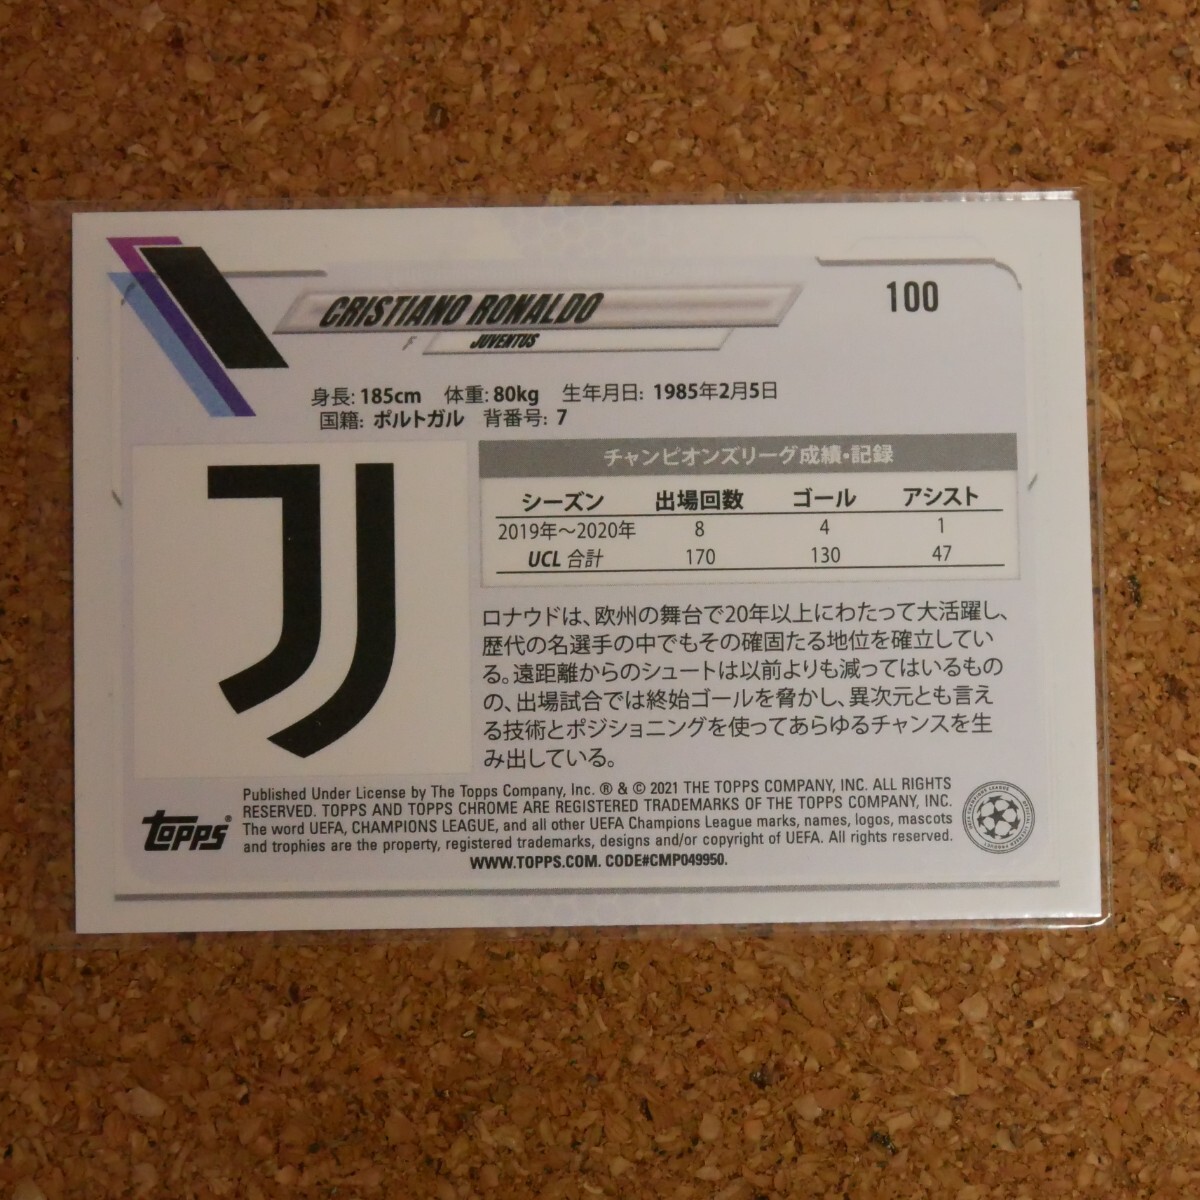 CRISTIANO RONALDO
100
F JUVENTUS
身長: 185cm 体重: 80kg 生年月日: 1985年2月5日
国籍: ポルトガル 背番号: 7
チャンピオンズリーグ成績・記録
シーズン 出場回数 ゴール アシスト
2019年～2020年 8 4 1
UCL 合計 170 130 47
ロナウドは、欧州の舞台で20年以上にわたって大活躍し、
歴代の名選手の中でもその確固たる地位を確立してい
る。遠距離からのシュートは以前よりも減ってはいるもの
の、出場試合では終始ゴールを脅かし、異次元とも言え
る技術とポジショニングを使ってあらゆるチャンスを生
み出している。
Published Under License by The Topps Company, Inc. ® & © 2021 THE TOPPS COMPANY, INC. ALL RIGHTS
RESERVED. TOPPS AND TOPPS CHROME ARE REGISTERED TRADEMARKS OF THE TOPPS COMPANY, INC.
The word UEFA, CHAMPIONS LEAGUE, and all other UEFA Champions League marks, names, logos, mascots
and trophies are the property, registered trademarks, designs and/or copyright of UEFA. All rights reserved.
WWW.TOPPS.COM. CODE#CMP049950.
topps®